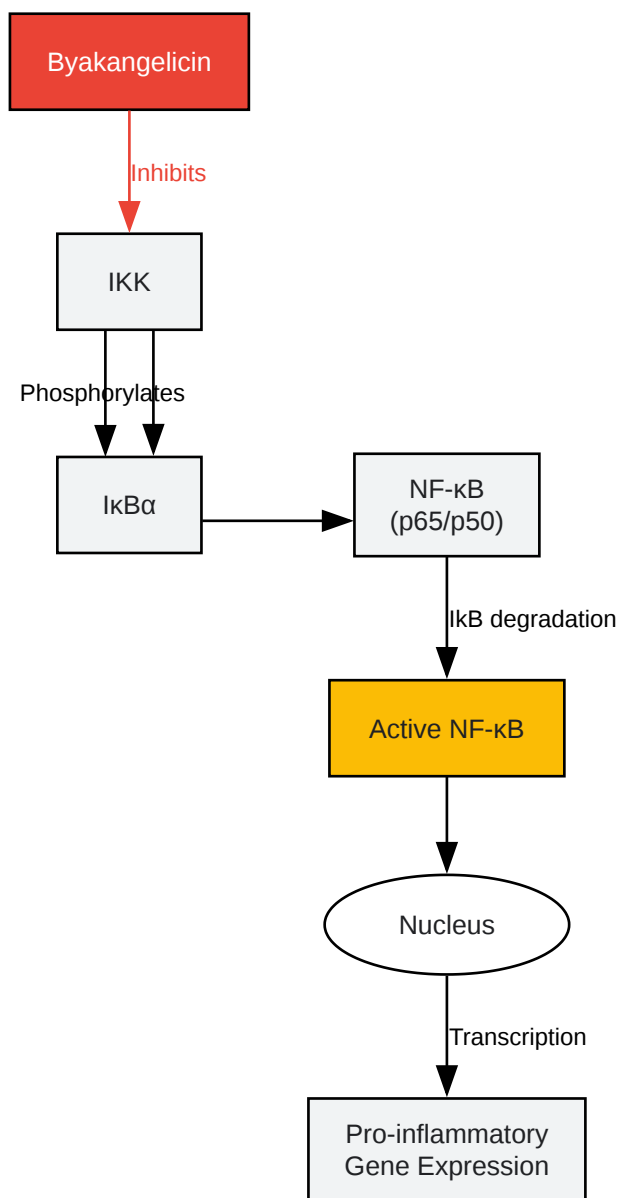 Byakangelicin
Inhibits
IKK
Phosphorylates
IκBα
NF-κB
(p65/p50)
IkB degradation
Active NF-κB
Nucleus
Transcription
Pro-inflammatory
Gene Expression